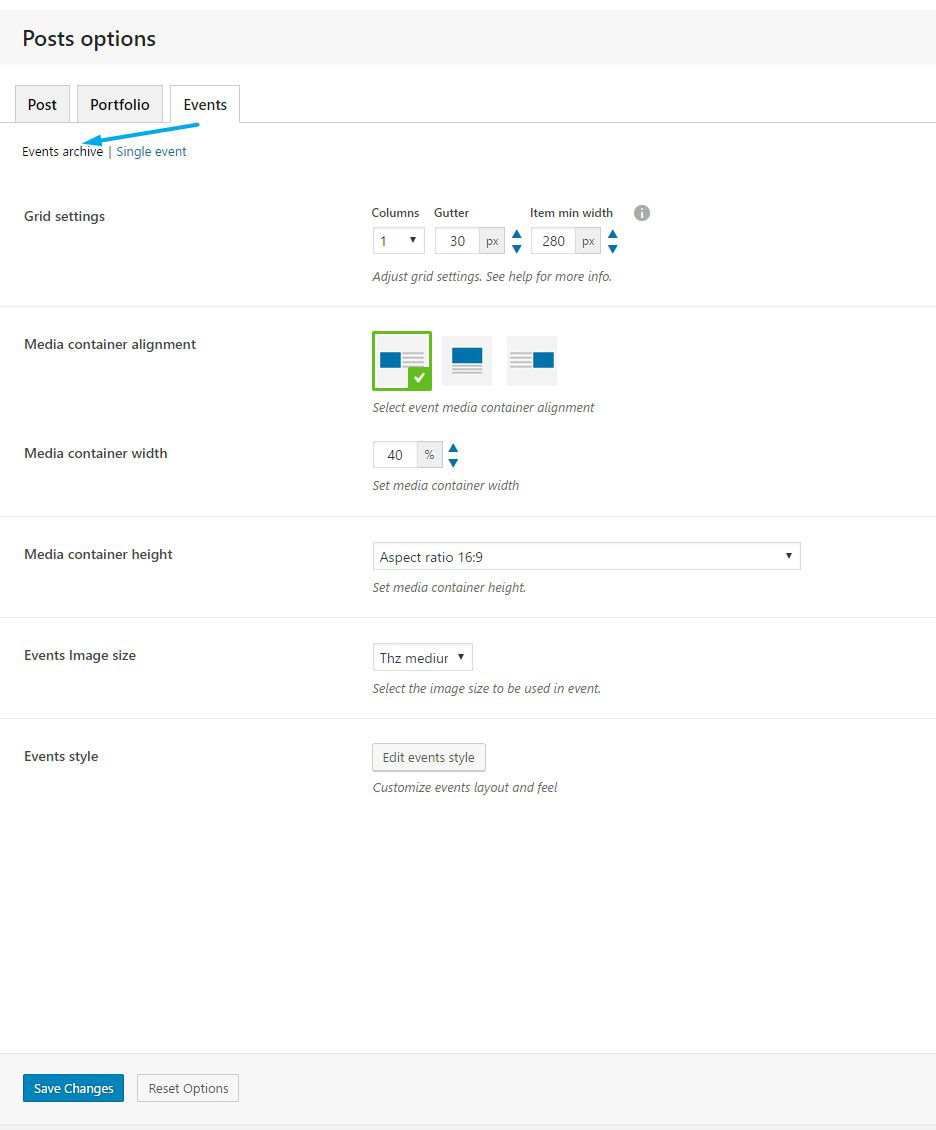 Posts options
Post Portfolio Events
Events archive | Single event
Grid settings
Columns Gutter Item min width
1 30 px 280 px
Adjust grid settings. See help for more info.
Media container alignment
Select event media container alignment
Media container width
40 %
Set media container width
Media container height
Aspect ratio 16:9
Set media container height.
Events Image size
Thz mediur
Select the image size to be used in event.
Events style
Edit events style
Customize events layout and feel
Save Changes Reset Options